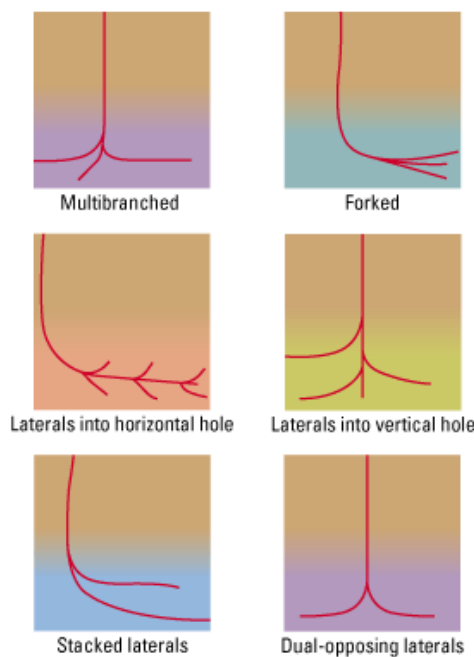 Multibranched
Forked
Laterals into horizontal hole
Laterals into vertical hole
Stacked laterals
Dual-opposing laterals